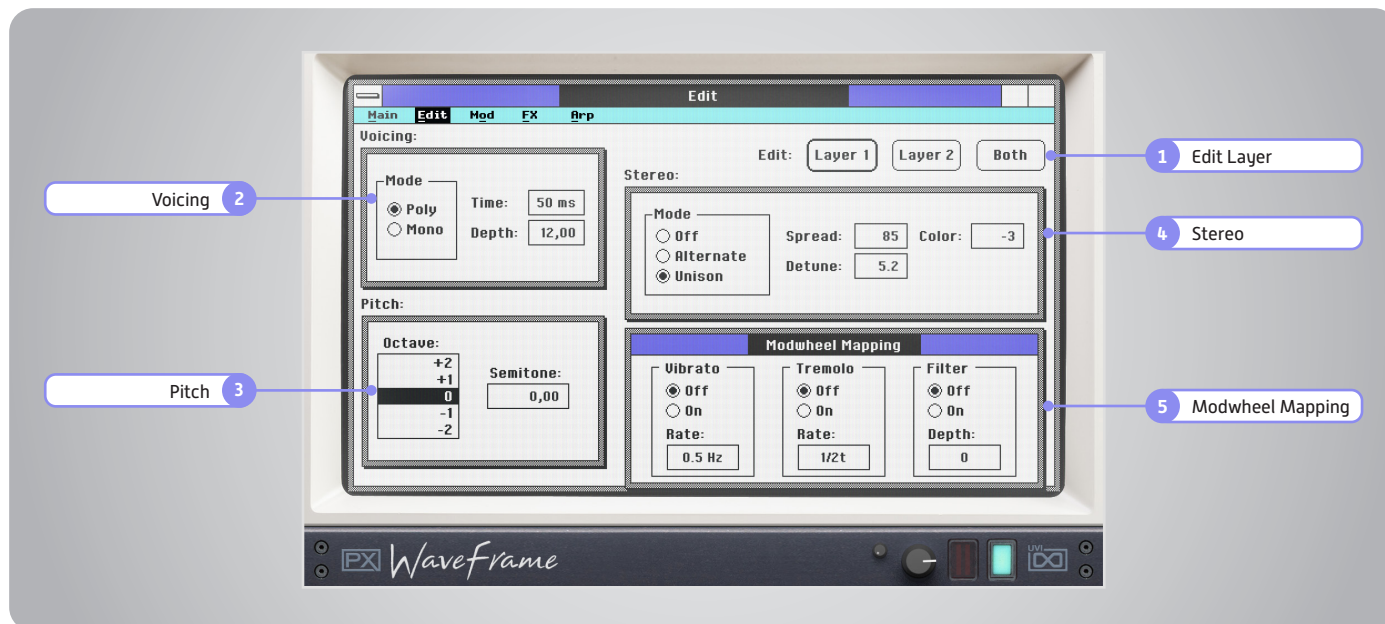 Edit
Main Edit Mod FX Arp
Voicing:
Edit: Layer 1 Layer 2 Both
1 Edit Layer
Mode
Poly
Mono
Time: 50 ms
Depth: 12,00
Voicing 2
Stereo:
Mode
Off
Alternate
Unison
Spread: 85 Color: -3
Detune: 5.2
4 Stereo
Pitch:
Octave:
+2
+1
0
-1
-2
Semitone:
0,00
Pitch 3
Modwheel Mapping
Vibrato
Off
On
Rate:
0.5 Hz
Tremolo
Off
On
Rate:
1/2t
Filter
Off
On
Depth:
0
5 Modwheel Mapping
PX WaveFrame
UVI